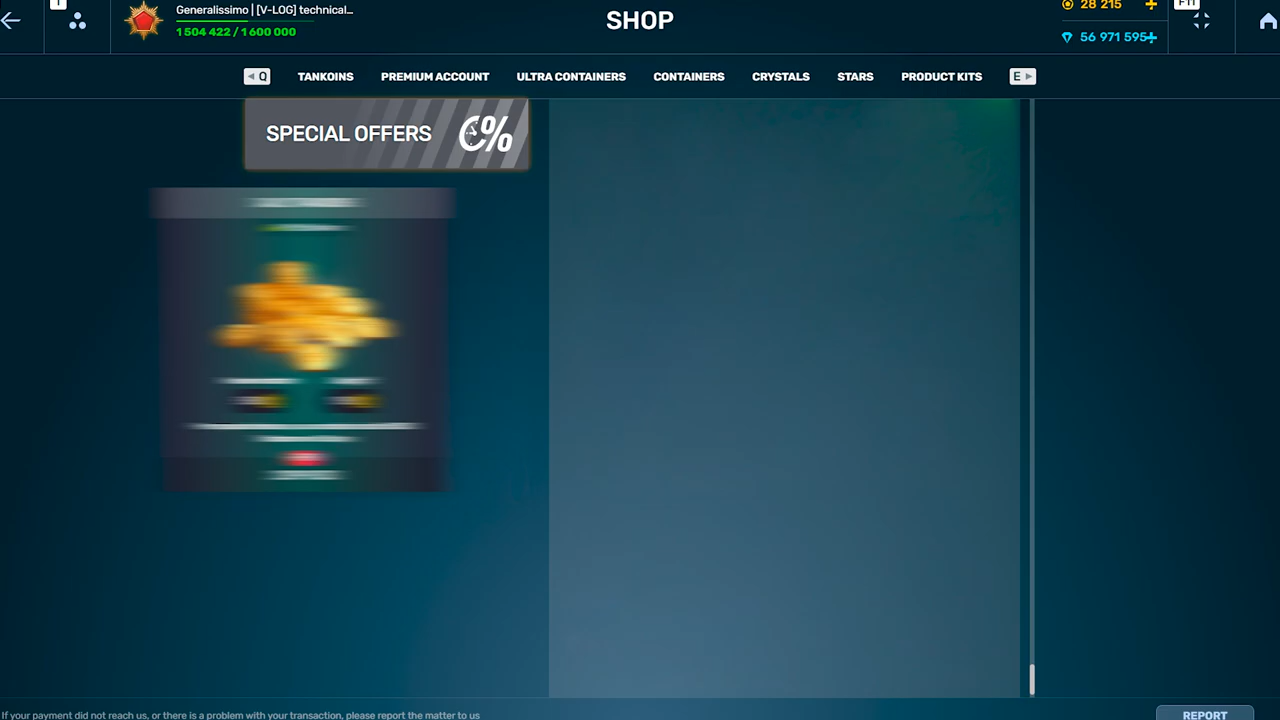 I
Generalissimo | [V-LOG] technical...
1 504 422 / 1 600 000
SHOP
28 215
56 971 595
F11
Q
TANKOINS
PREMIUM ACCOUNT
ULTRA CONTAINERS
CONTAINERS
CRYSTALS
STARS
PRODUCT KITS
E
SPECIAL OFFERS
%
If your payment did not reach us, or there is a problem with your transaction, please report the matter to us
REPORT